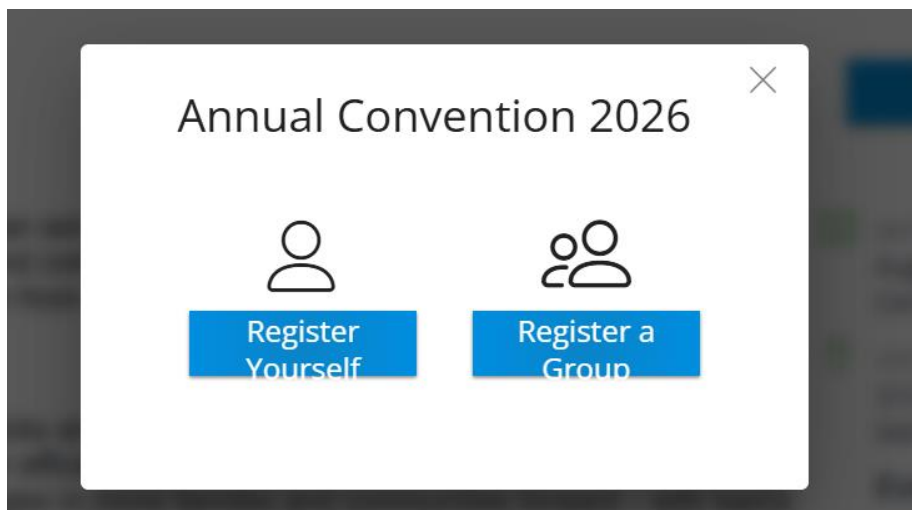 Annual Convention 2026
Register
Yourself
Register a
Group